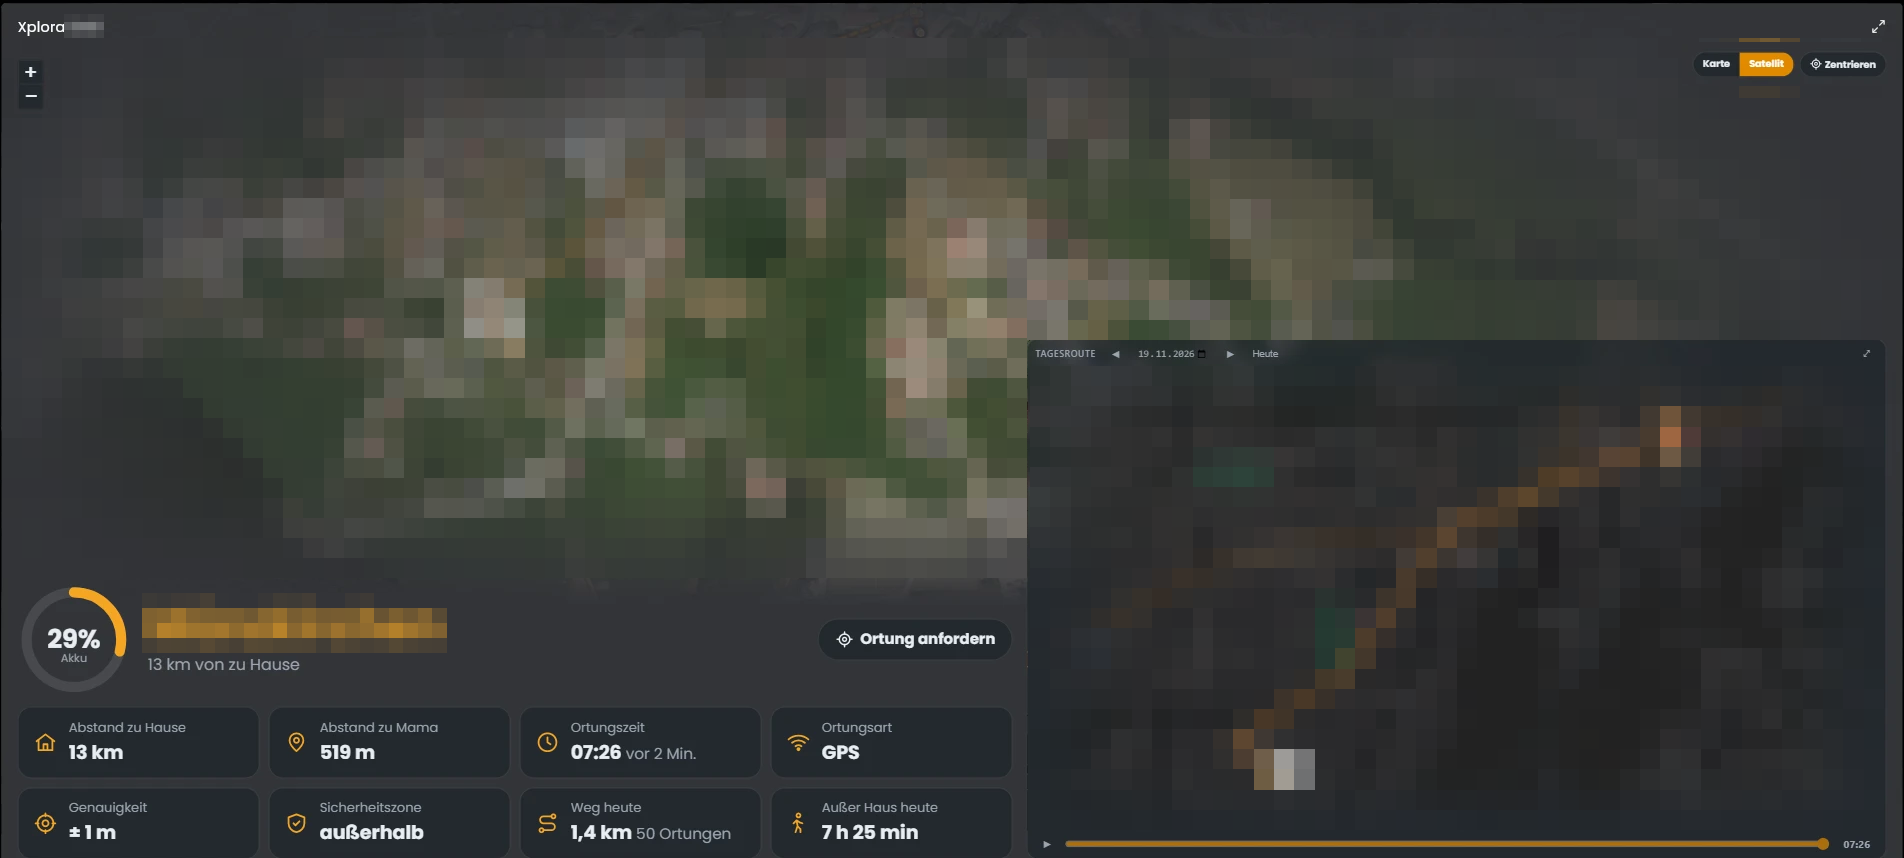 Xplora
+
−
Karte Satellit Zentrieren
TAGESROUTE ◀ 19.11.2026 ▶ Heute
29%
Akku
13 km von zu Hause
Ortung anfordern
Abstand zu Hause
13 km
Abstand zu Mama
519 m
Ortungszeit
07:26 vor 2 Min.
Ortungsart
GPS
Genauigkeit
± 1 m
Sicherheitszone
außerhalb
Weg heute
1,4 km 50 Ortungen
Außer Haus heute
7 h 25 min
▶ 07:26